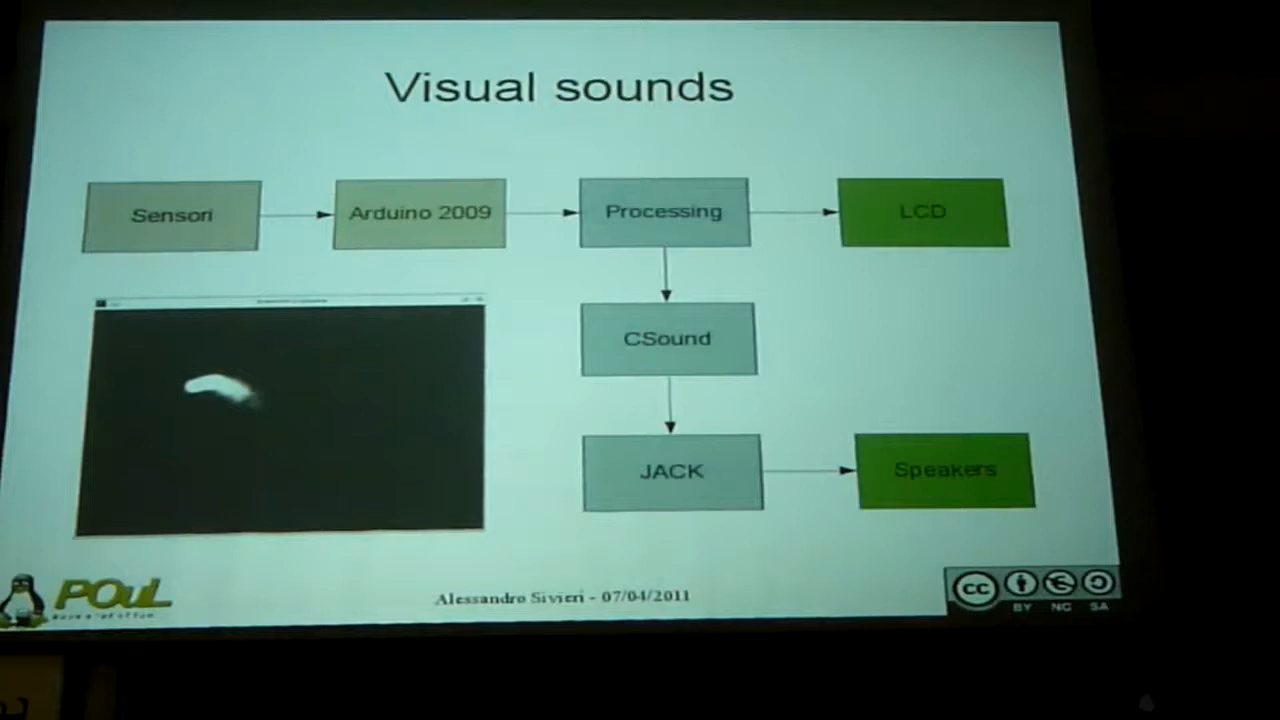 Visual sounds
Sensori
Arduino 2009
Processing
LCD
CSound
JACK
Speakers
POuL
Alessandro Sivieri - 07/04/2011
CC
BY NC SA